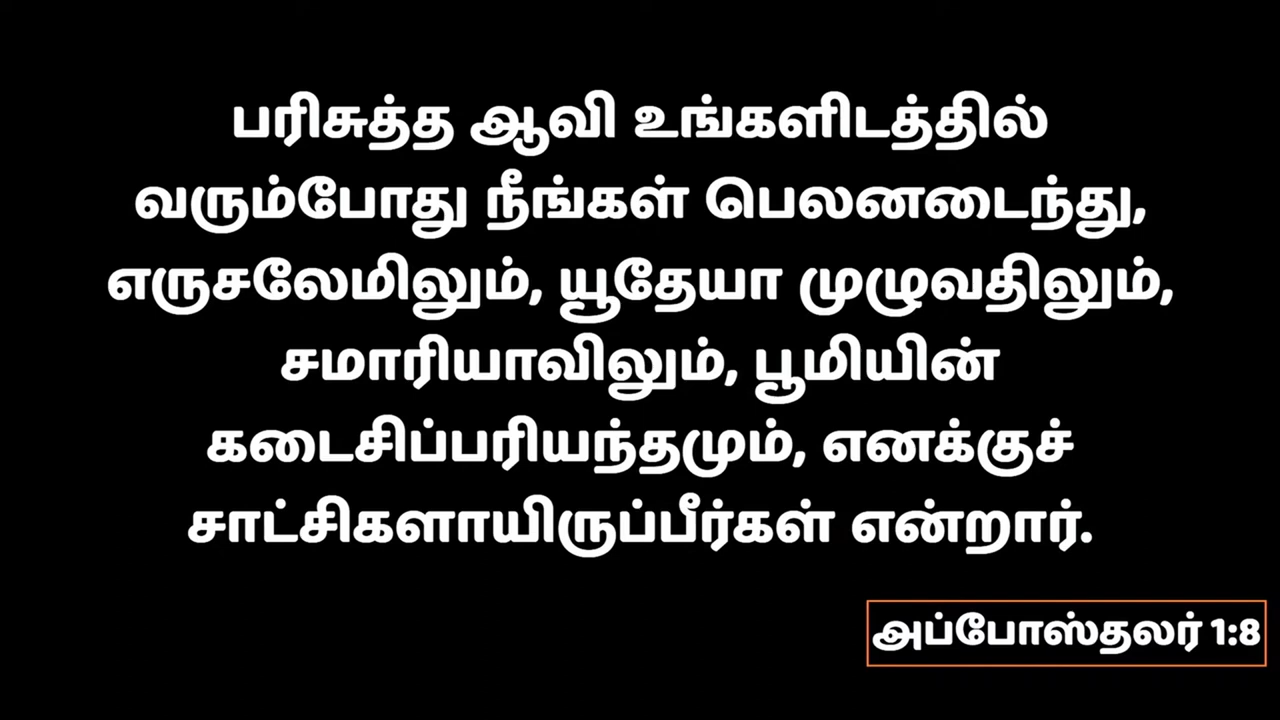 பரிசுத்த ஆவி உங்களிடத்தில்
வரும்போது நீங்கள் பெலனடைந்து,
எருசலேமிலும், யூதேயா முழுவதிலும்,
சமாரியாவிலும், பூமியின்
கடைசிப்பரியந்தமும், எனக்குச்
சாட்சிகளாயிருப்பீர்கள் என்றார்.
அப்போஸ்தலர் 1:8